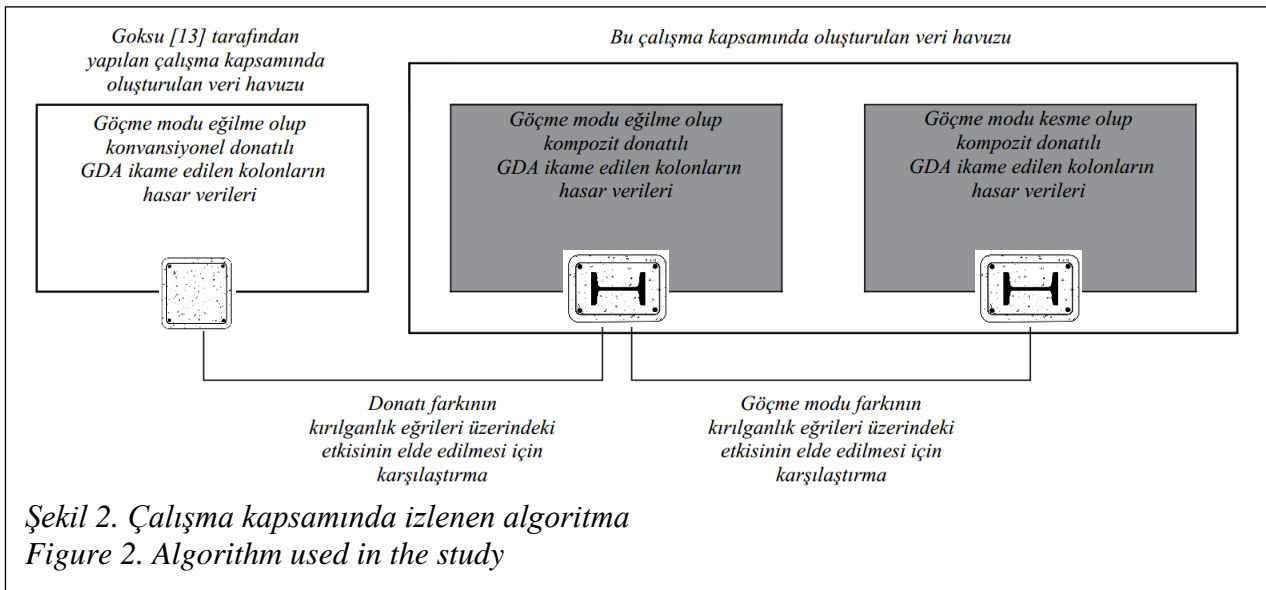 Goksu [13] tarafından
yapılan çalışma kapsamında
oluşturulan veri havuzu
Bu çalışma kapsamında oluşturulan veri havuzu
Göçme modu eğilme olup
konvansiyonel donatılı
GDA ikame edilen kolonların
hasar verileri
Göçme modu eğilme olup
kompozit donatılı
GDA ikame edilen kolonların
hasar verileri
Göçme modu kesme olup
kompozit donatılı
GDA ikame edilen kolonların
hasar verileri
Donatı farkının
kırılganlık eğrileri üzerindeki
etkisinin elde edilmesi için
karşılaştırma
Göçme modu farkının
kırılganlık eğrileri üzerindeki
etkisinin elde edilmesi için
karşılaştırma
Şekil 2. Çalışma kapsamında izlenen algoritma
Figure 2. Algorithm used in the study